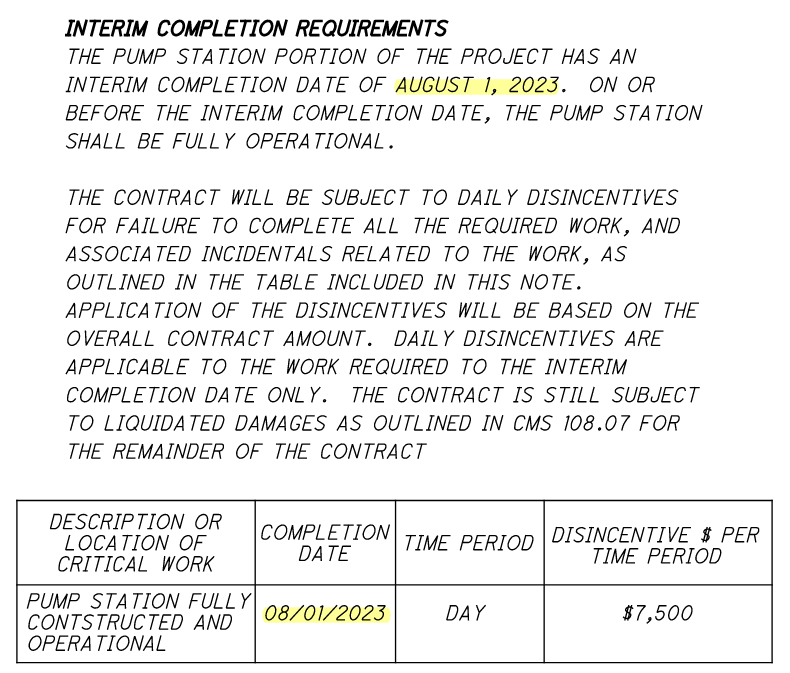 INTERIM COMPLETION REQUIREMENTS
THE PUMP STATION PORTION OF THE PROJECT HAS AN
INTERIM COMPLETION DATE OF AUGUST 1, 2023.  ON OR
BEFORE THE INTERIM COMPLETION DATE, THE PUMP STATION
SHALL BE FULLY OPERATIONAL.

THE CONTRACT WILL BE SUBJECT TO DAILY DISINCENTIVES
FOR FAILURE TO COMPLETE ALL THE REQUIRED WORK, AND
ASSOCIATED INCIDENTALS RELATED TO THE WORK, AS
OUTLINED IN THE TABLE INCLUDED IN THIS NOTE.
APPLICATION OF THE DISINCENTIVES WILL BE BASED ON THE
OVERALL CONTRACT AMOUNT.  DAILY DISINCENTIVES ARE
APPLICABLE TO THE WORK REQUIRED TO THE INTERIM
COMPLETION DATE ONLY.  THE CONTRACT IS STILL SUBJECT
TO LIQUIDATED DAMAGES AS OUTLINED IN CMS 108.07 FOR
THE REMAINDER OF THE CONTRACT

DESCRIPTION OR
LOCATION OF
CRITICAL WORK
COMPLETION
DATE
TIME PERIOD
DISINCENTIVE $ PER
TIME PERIOD
PUMP STATION FULLY
CONTSTRUCTED AND
OPERATIONAL
08/01/2023
DAY
$7,500